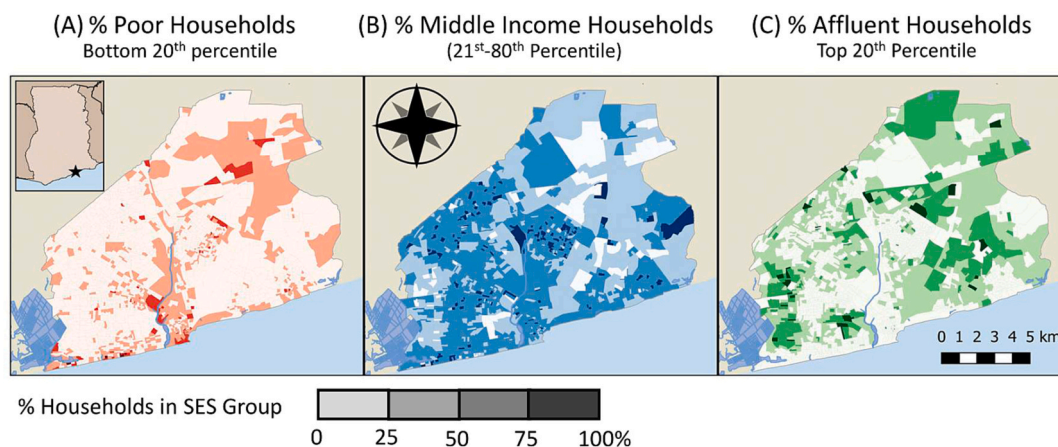 (A) % Poor Households
Bottom 20th percentile
(B) % Middle Income Households
(21st-80th Percentile)
(C) % Affluent Households
Top 20th Percentile
0 1 2 3 4 5 km
% Households in SES Group
0 25 50 75 100%